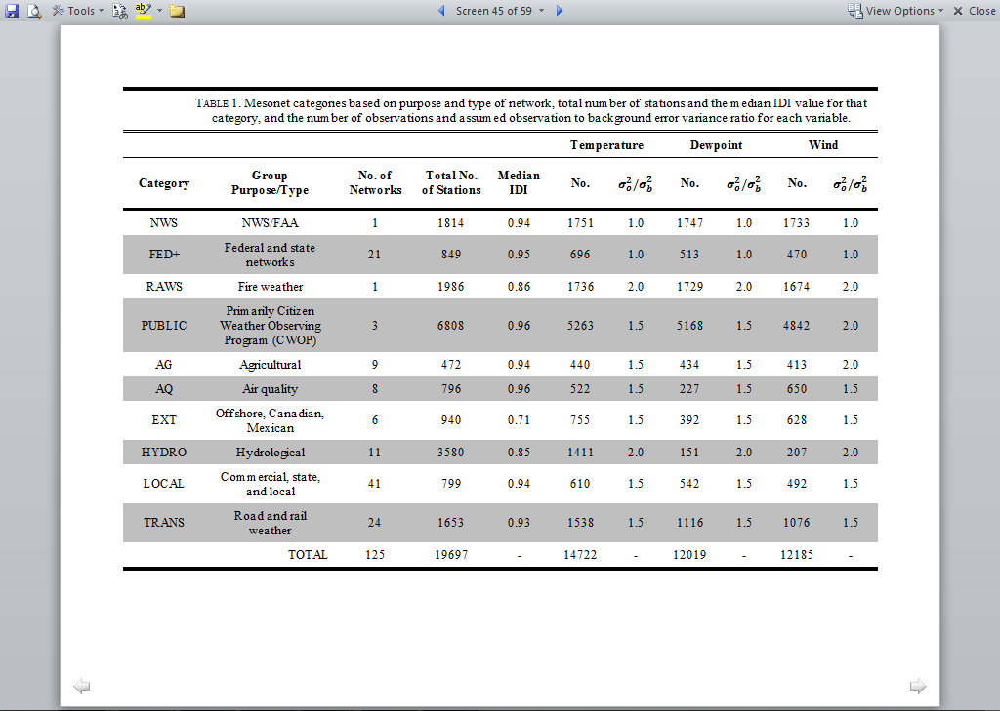 Tools
Screen 45 of 59
View Options
Close
TABLE 1. Mesonet categories based on purpose and type of network, total number of stations and the median IDI value for that
category, and the number of observations and assumed observation to background error variance ratio for each variable.
Temperature Dewpoint Wind
Category Group Purpose/Type No. of Networks Total No. of Stations Median IDI No. σ²ₒ/σ²_b No. σ²ₒ/σ²_b No. σ²ₒ/σ²_b
NWS NWS/FAA 1 1814 0.94 1751 1.0 1747 1.0 1733 1.0
FED+ Federal and state networks 21 849 0.95 696 1.0 513 1.0 470 1.0
RAWS Fire weather 1 1986 0.86 1736 2.0 1729 2.0 1674 2.0
PUBLIC Primarily Citizen Weather Observing Program (CWOP) 3 6808 0.96 5263 1.5 5168 1.5 4842 2.0
AG Agricultural 9 472 0.94 440 1.5 434 1.5 413 2.0
AQ Air quality 8 796 0.96 522 1.5 227 1.5 650 1.5
EXT Offshore, Canadian, Mexican 6 940 0.71 755 1.5 392 1.5 628 1.5
HYDRO Hydrological 11 3580 0.85 1411 2.0 151 2.0 207 2.0
LOCAL Commercial, state, and local 41 799 0.94 610 1.5 542 1.5 492 1.5
TRANS Road and rail weather 24 1653 0.93 1538 1.5 1116 1.5 1076 1.5
TOTAL 125 19697 - 14722 - 12019 - 12185 -